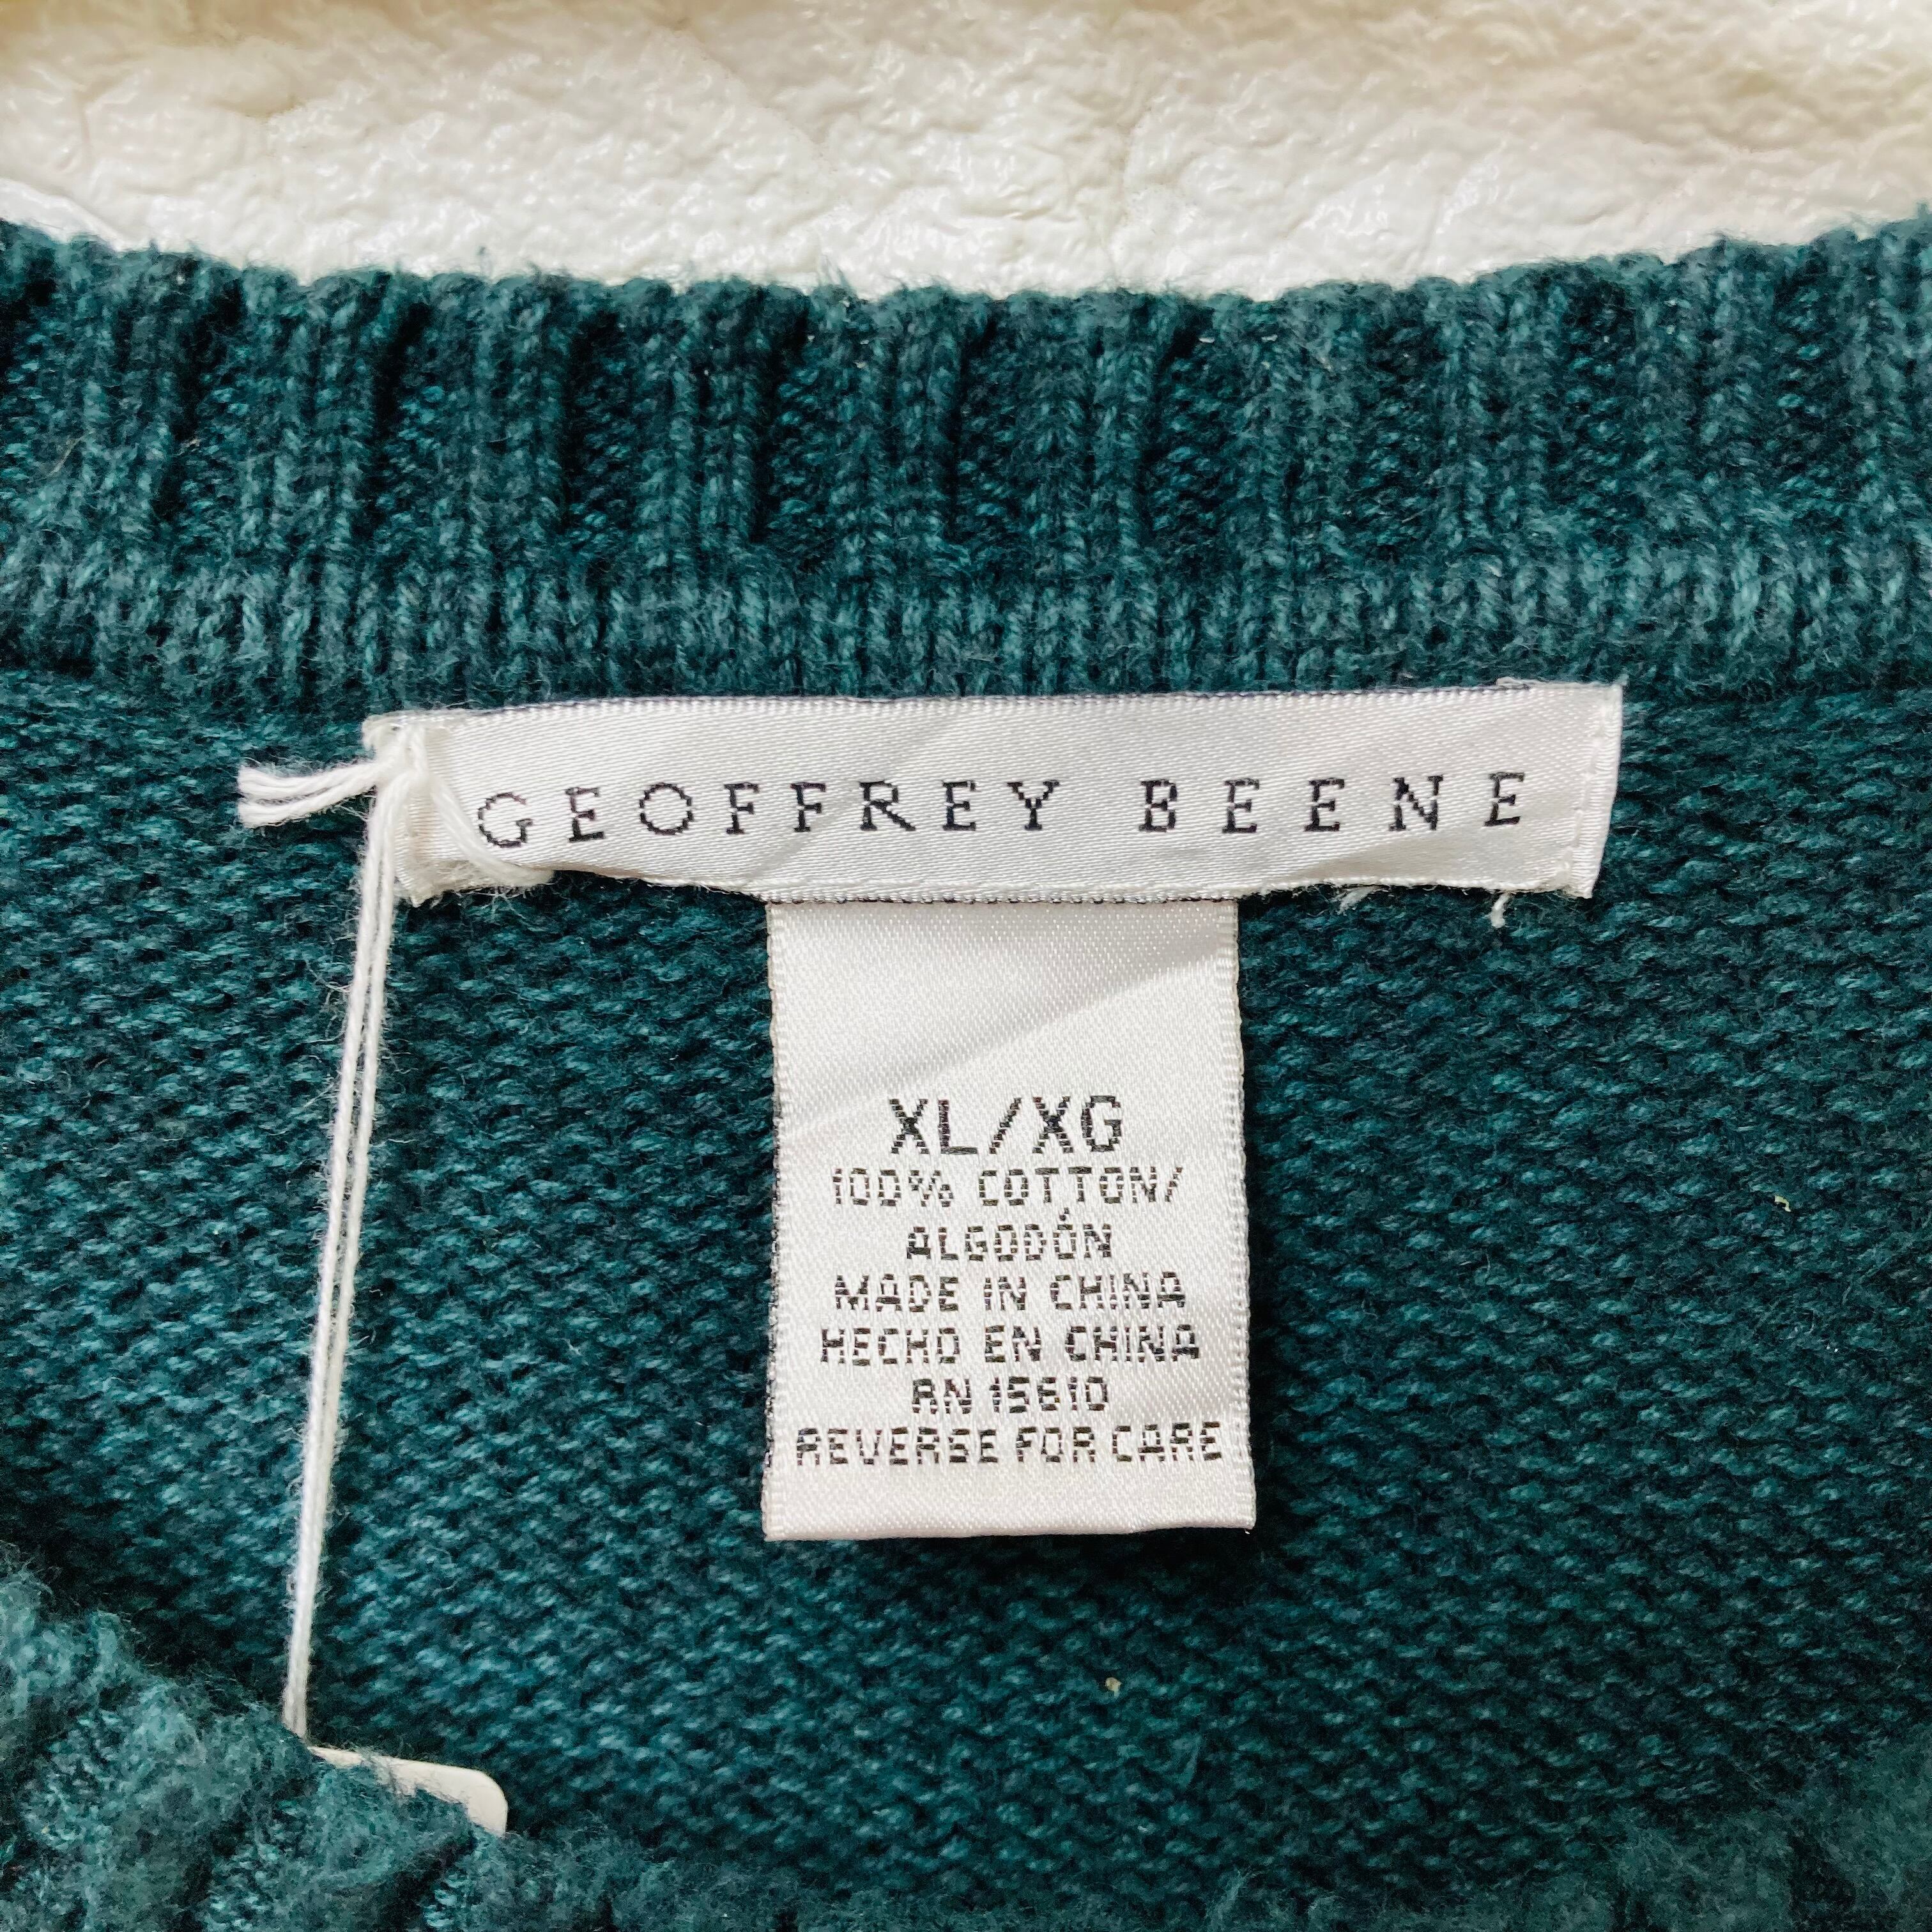 GEOFFREY BEENE
XL/XG
100% COTTON/
ALGODÓN
MADE IN CHINA
HECHO EN CHINA
RN 15610
REVERSE FOR CARE